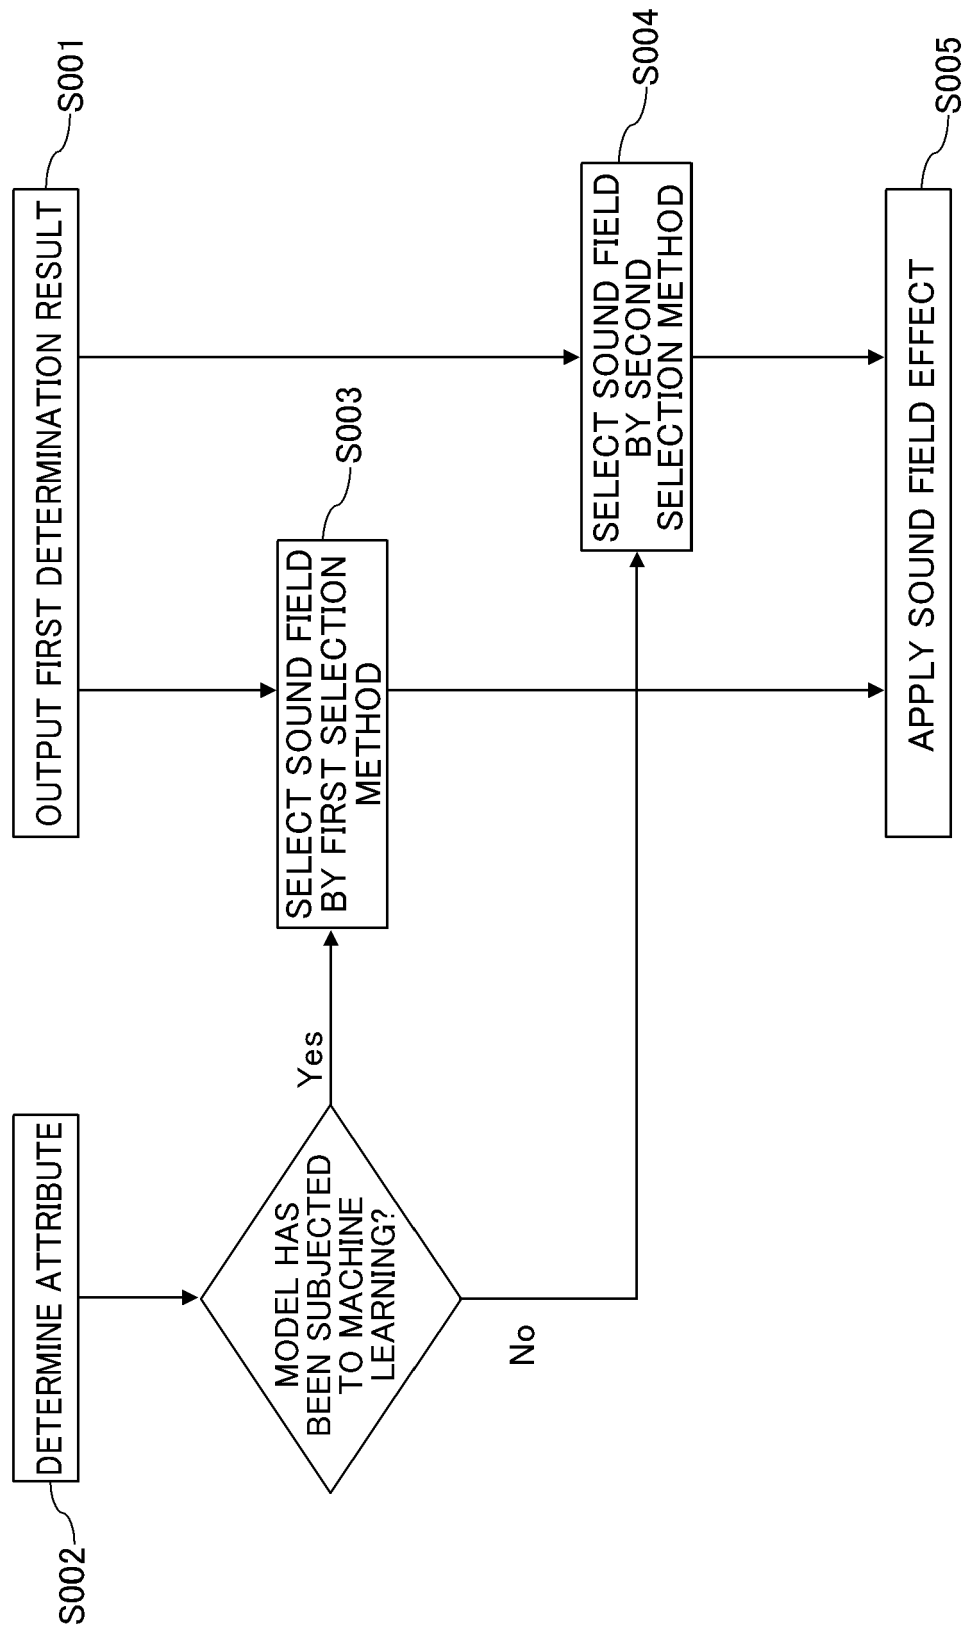 S002
DETERMINE ATTRIBUTE
OUTPUT FIRST DETERMINATION RESULT
S001
MODEL HAS
BEEN SUBJECTED
TO MACHINE
LEARNING?
Yes
No
SELECT SOUND FIELD
BY FIRST SELECTION
METHOD
S003
SELECT SOUND FIELD
BY SECOND
SELECTION METHOD
S004
APPLY SOUND FIELD EFFECT
S005